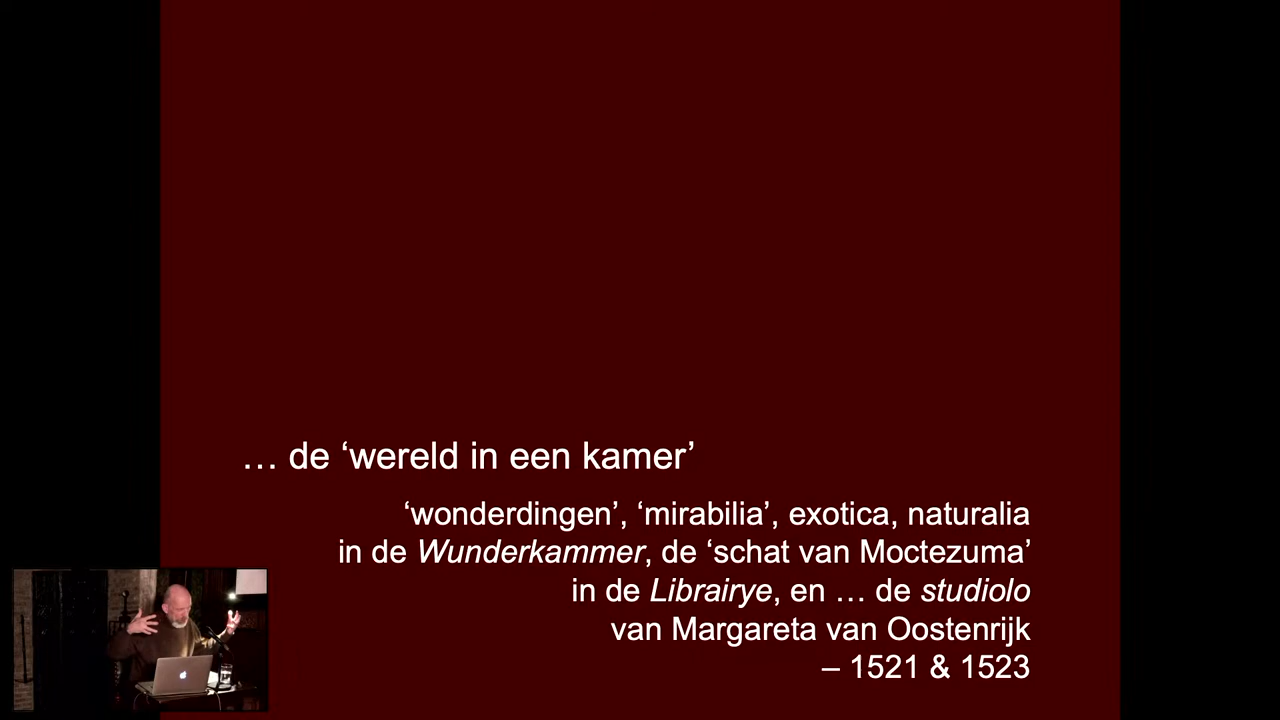 … de ‘wereld in een kamer’
‘wonderdingen’, ‘mirabilia’, exotica, naturalia
in de Wunderkammer, de ‘schat van Moctezuma’
in de Librairye, en … de studiolo
van Margareta van Oostenrijk
– 1521 & 1523